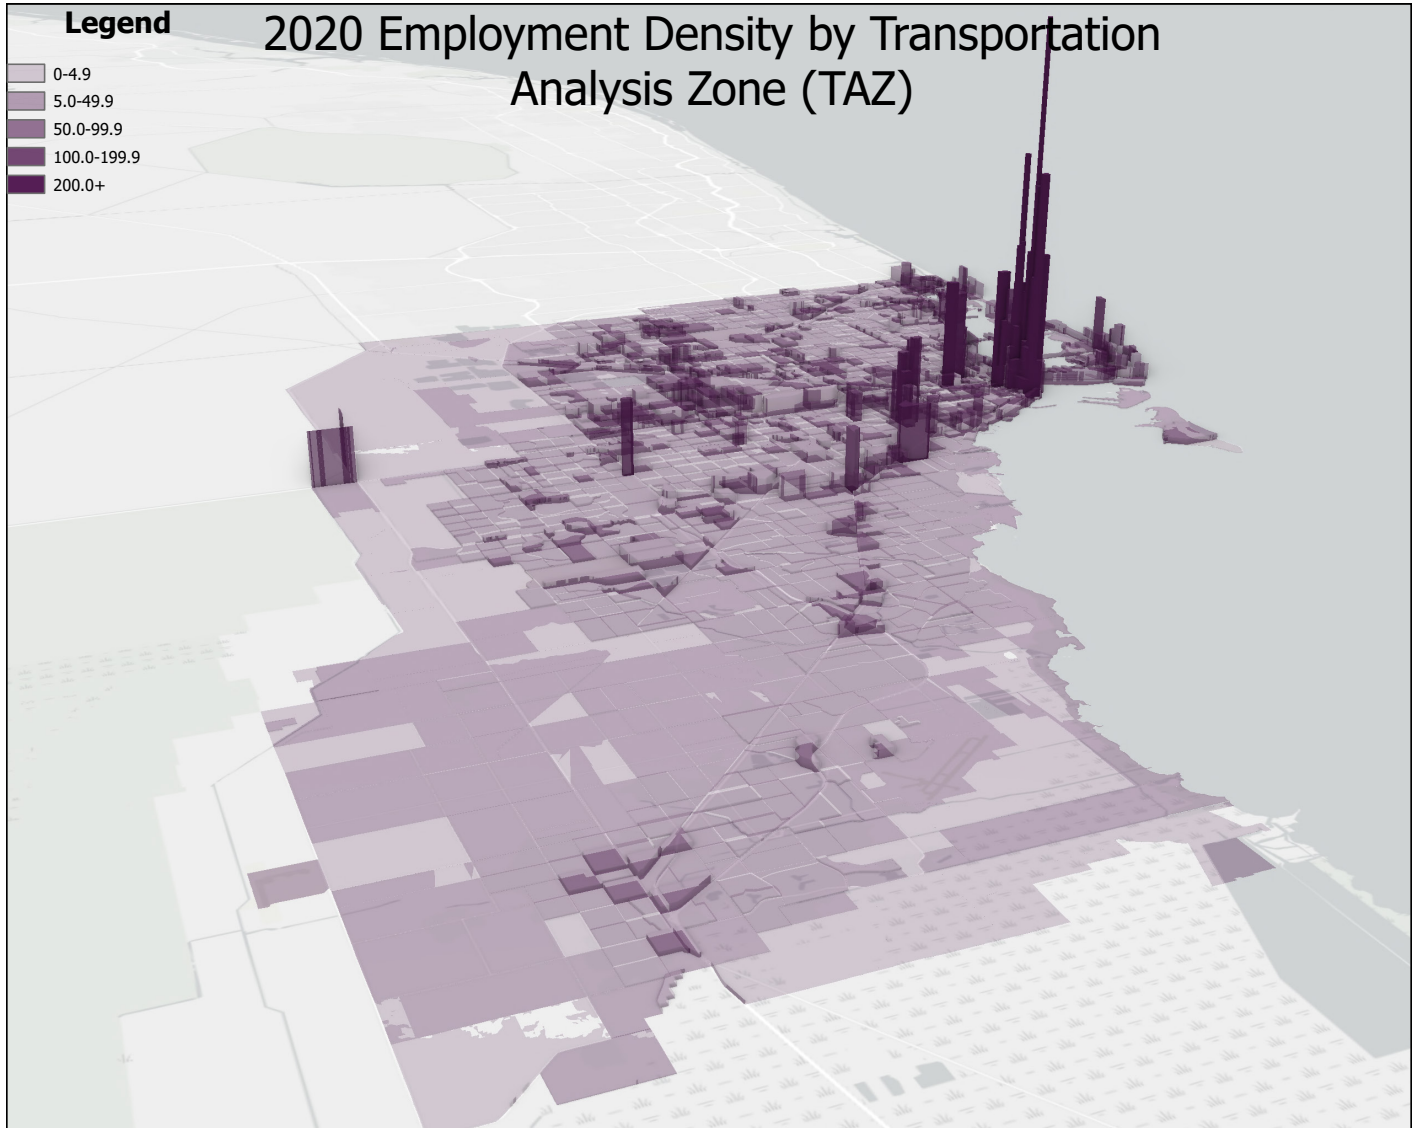 Legend
2020 Employment Density by Transportation
Analysis Zone (TAZ)
0-4.9
5.0-49.9
50.0-99.9
100.0-199.9
200.0+